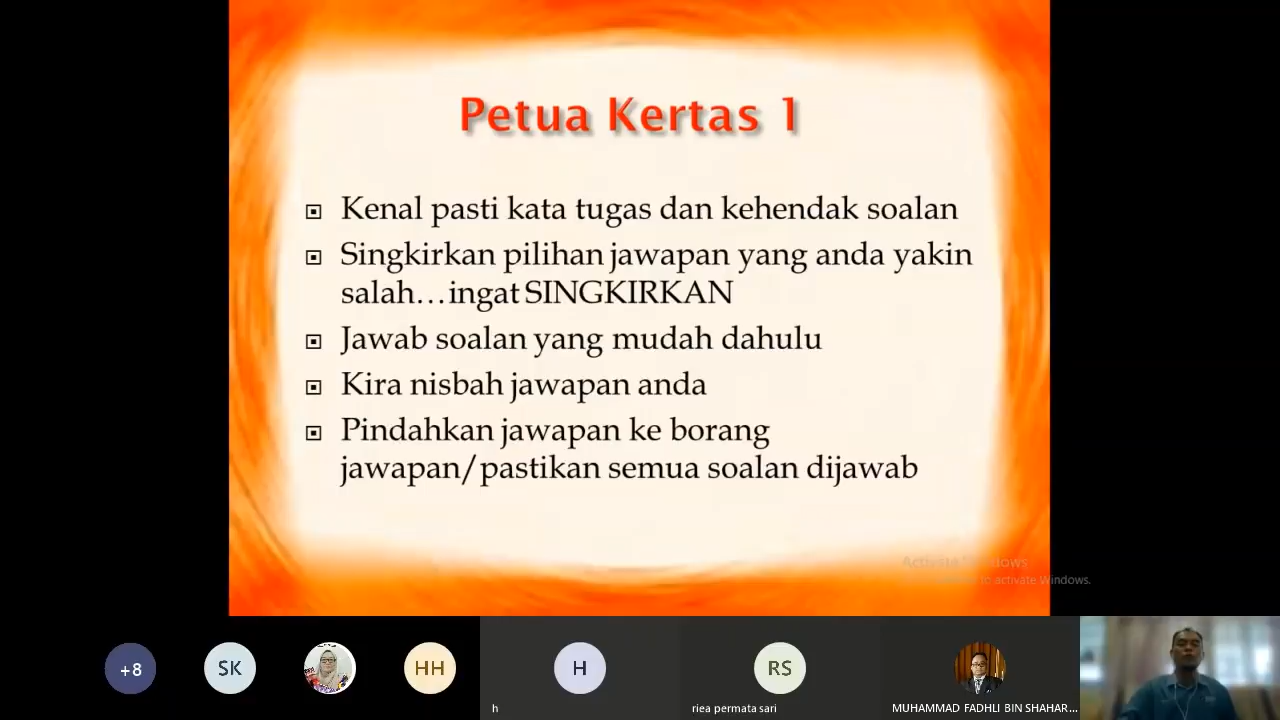 Petua Kertas 1
Kenal pasti kata tugas dan kehendak soalan
Singkirkan pilihan jawapan yang anda yakin
salah…ingat SINGKIRKAN
Jawab soalan yang mudah dahulu
Kira nisbah jawapan anda
Pindahkan jawapan ke borang
jawapan/pastikan semua soalan dijawab
Activate Windows
to activate Windows.
+8
SK
HH
H
RS
h
riea permata sari
MUHAMMAD FADHLI BIN SHAHAR...